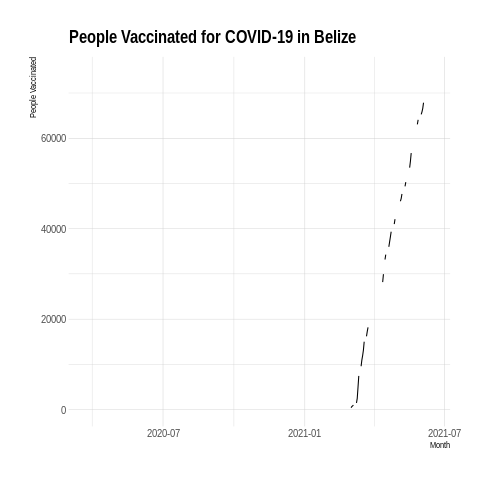 People Vaccinated for COVID-19 in Belize
People Vaccinated
60000
40000
20000
0
2020-07 2021-01 2021-07
Month